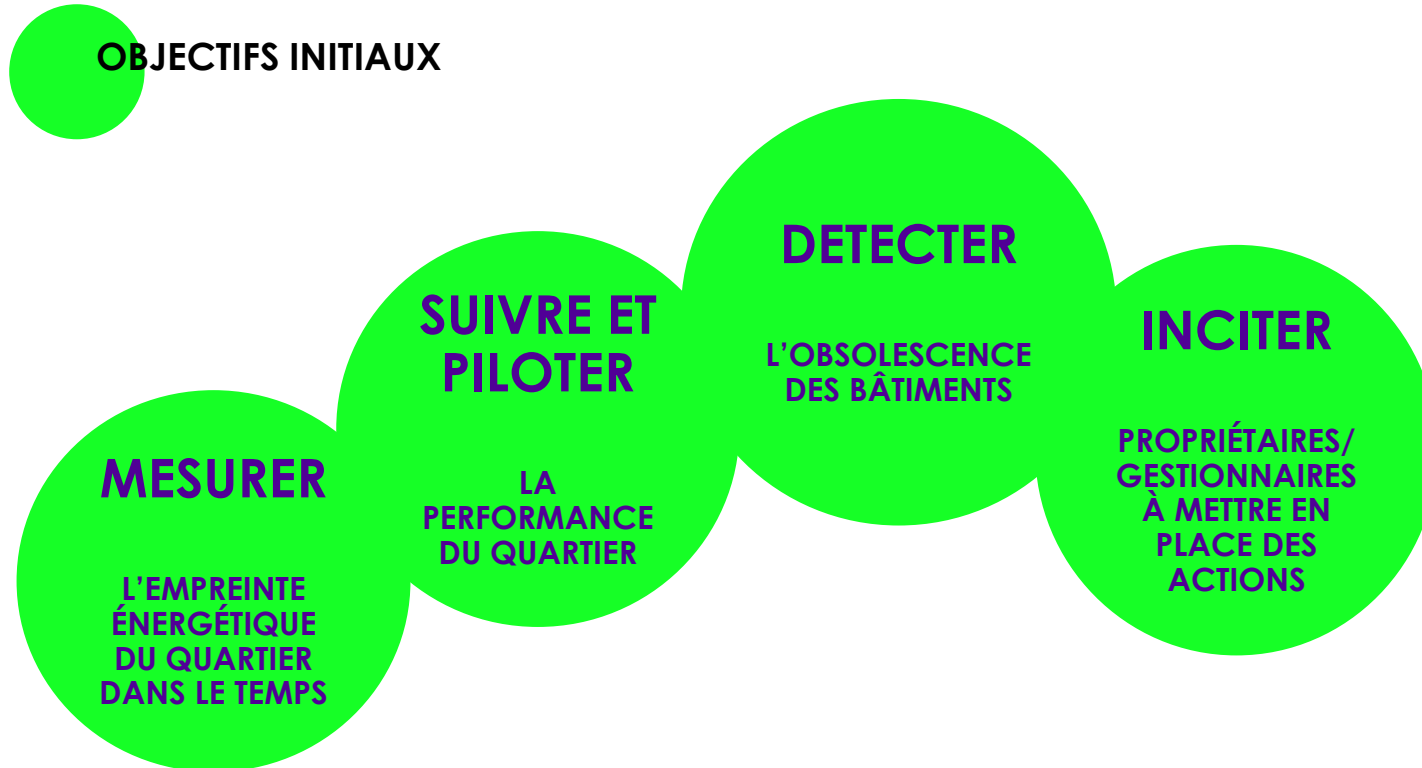 OBJECTIFS INITIAUX
MESURER
L’EMPREINTE
ÉNERGÉTIQUE
DU QUARTIER
DANS LE TEMPS
SUIVRE ET
PILOTER
LA
PERFORMANCE
DU QUARTIER
DETECTER
L’OBSOLESCENCE
DES BÂTIMENTS
INCITER
PROPRIÉTAIRES/
GESTIONNAIRES
À METTRE EN
PLACE DES
ACTIONS